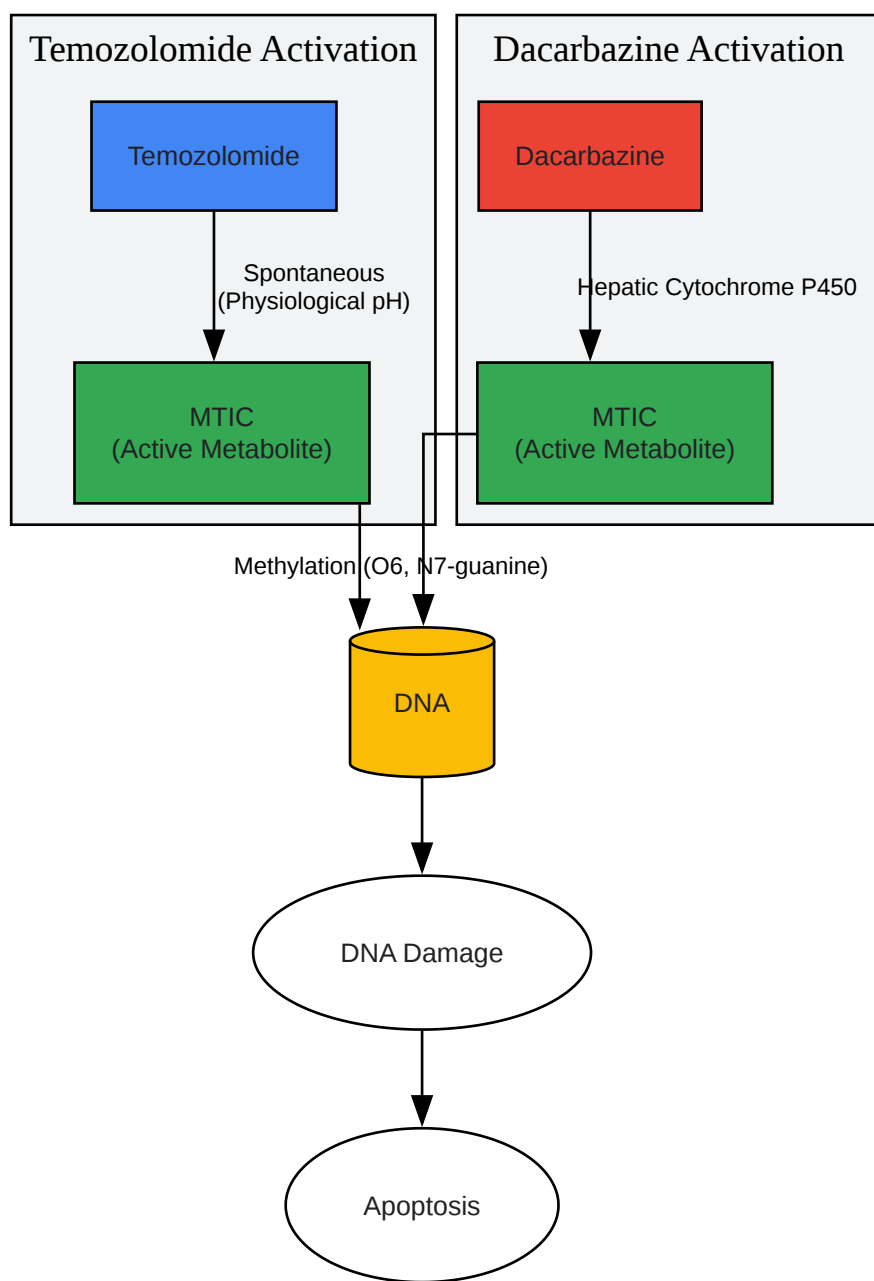 Temozolomide Activation
Dacarbazine Activation
Temozolomide
Dacarbazine
Spontaneous
(Physiological pH)
Hepatic Cytochrome P450
MTIC
(Active Metabolite)
MTIC
(Active Metabolite)
Methylation (O6, N7-guanine)
DNA
DNA Damage
Apoptosis